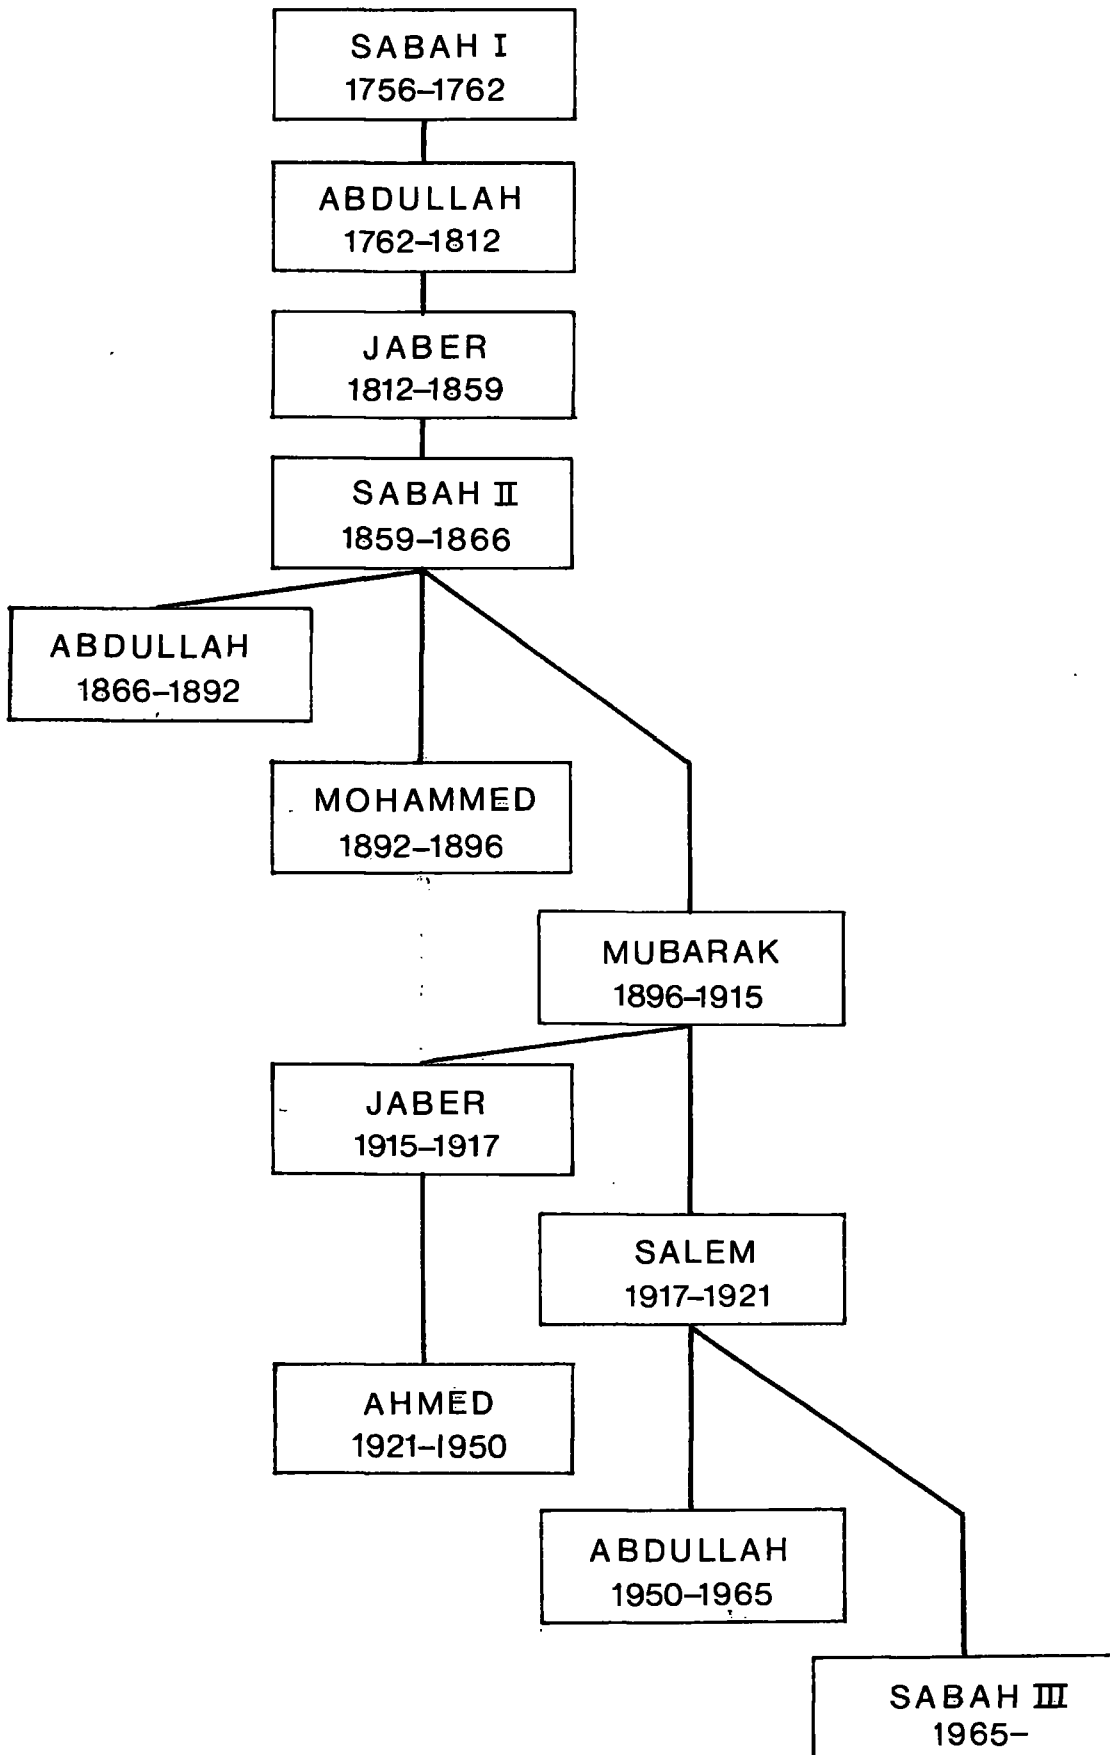 SABAH I
1756–1762
ABDULLAH
1762–1812
JABER
1812–1859
SABAH II
1859–1866
ABDULLAH
1866–1892
MOHAMMED
1892–1896
MUBARAK
1896–1915
JABER
1915–1917
SALEM
1917–1921
AHMED
1921–1950
ABDULLAH
1950–1965
SABAH III
1965–